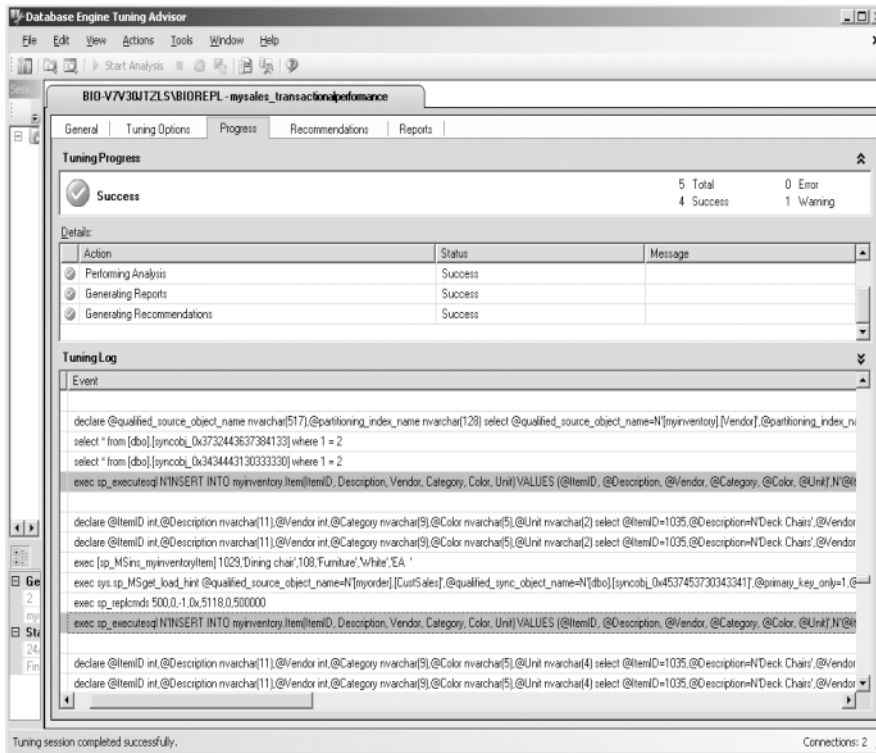 Database Engine Tuning Advisor
File Edit View Actions Tools Window Help
Start Analysis
BIO-V7V30JTZLS\BIOREPL - mysales_transactionalperformance
General Tuning Options Progress Recommendations Reports
Tuning Progress
Success
5 Total 0 Error
4 Success 1 Warning
Details:
Action Status Message
Performing Analysis Success
Generating Reports Success
Generating Recommendations Success
Tuning Log
Event
declare @qualified_source_object_name nvarchar(517),@partitioning_index_name nvarchar(128) select @qualified_source_object_name=N'[myinventory].[Vendor]',@partitioning_index_na
select * from [dbo].[syncobj_0x3732443637384133] where 1 = 2
select * from [dbo].[syncobj_0x3434443130333330] where 1 = 2
exec sp_executesql N'INSERT INTO myinventory.Item(ItemID, Description, Vendor, Category, Color, Unit) VALUES (@ItemID, @Description, @Vendor, @Category, @Color, @Unit)',N'@It
declare @ItemID int,@Description nvarchar(11),@Vendor int,@Category nvarchar(9),@Color nvarchar(5),@Unit nvarchar(2) select @ItemID=1035,@Description=N'Deck Chairs',@Vendor
declare @ItemID int,@Description nvarchar(11),@Vendor int,@Category nvarchar(9),@Color nvarchar(5),@Unit nvarchar(2) select @ItemID=1035,@Description=N'Deck Chairs',@Vendor
exec [sp_MSins_myinventoryItem] 1029,'Dining chair',108,'Furniture','White','EA '
exec sys.sp_MSget_load_hint @qualified_source_object_name=N'[myorder].[CustSales]',@qualified_sync_object_name=N'[dbo].[syncobj_0x4537453730343341]',@primary_key_only=1,@
exec sp_replcmds 500,0,-1,0x,5118,0,500000
exec sp_executesql N'INSERT INTO myinventory.Item(ItemID, Description, Vendor, Category, Color, Unit) VALUES (@ItemID, @Description, @Vendor, @Category, @Color, @Unit)',N'@It
declare @ItemID int,@Description nvarchar(11),@Vendor int,@Category nvarchar(9),@Color nvarchar(5),@Unit nvarchar(4) select @ItemID=1035,@Description=N'Deck Chairs',@Vendor
declare @ItemID int,@Description nvarchar(11),@Vendor int,@Category nvarchar(9),@Color nvarchar(5),@Unit nvarchar(4) select @ItemID=1035,@Description=N'Deck Chairs',@Vendor
Ge
2
my
Sta
24
Fin
Tuning session completed successfully. Connections: 2